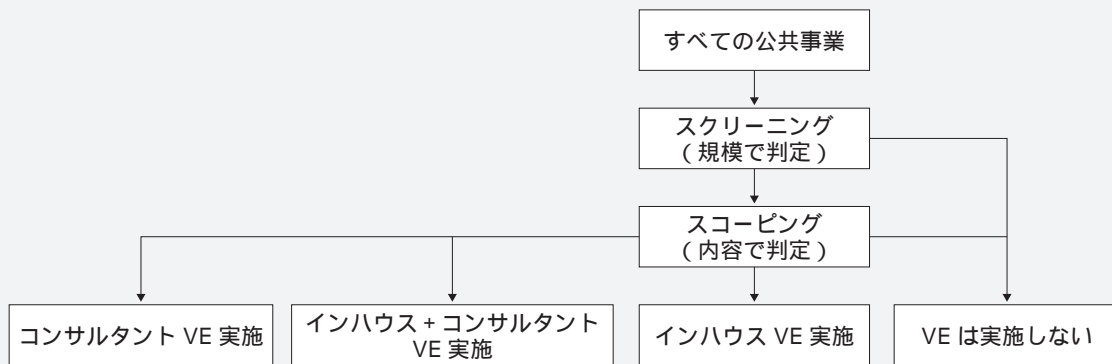 すべての公共事業
スクリーニング
(規模で判定)
スコーピング
(内容で判定)
コンサルタント VE 実施
インハウス + コンサルタント
VE 実施
インハウス VE 実施
VE は実施しない